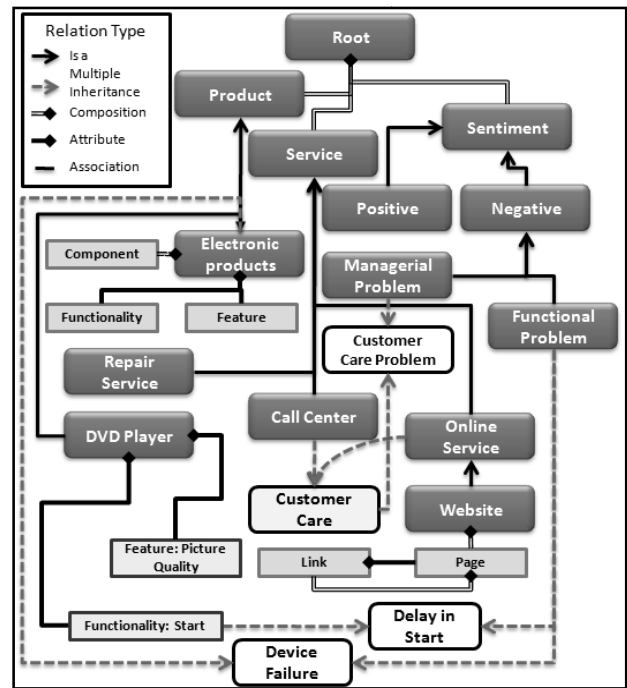 Relation Type
Is a
Multiple
Inheritance
Composition
Attribute
Association
Root
Product
Service
Sentiment
Positive
Negative
Electronic
products
Component
Functionality
Feature
Managerial
Problem
Functional
Problem
Customer
Care Problem
Repair
Service
Call Center
DVD Player
Online
Service
Customer
Care
Website
Feature: Picture
Quality
Link
Page
Functionality: Start
Delay in
Start
Device
Failure